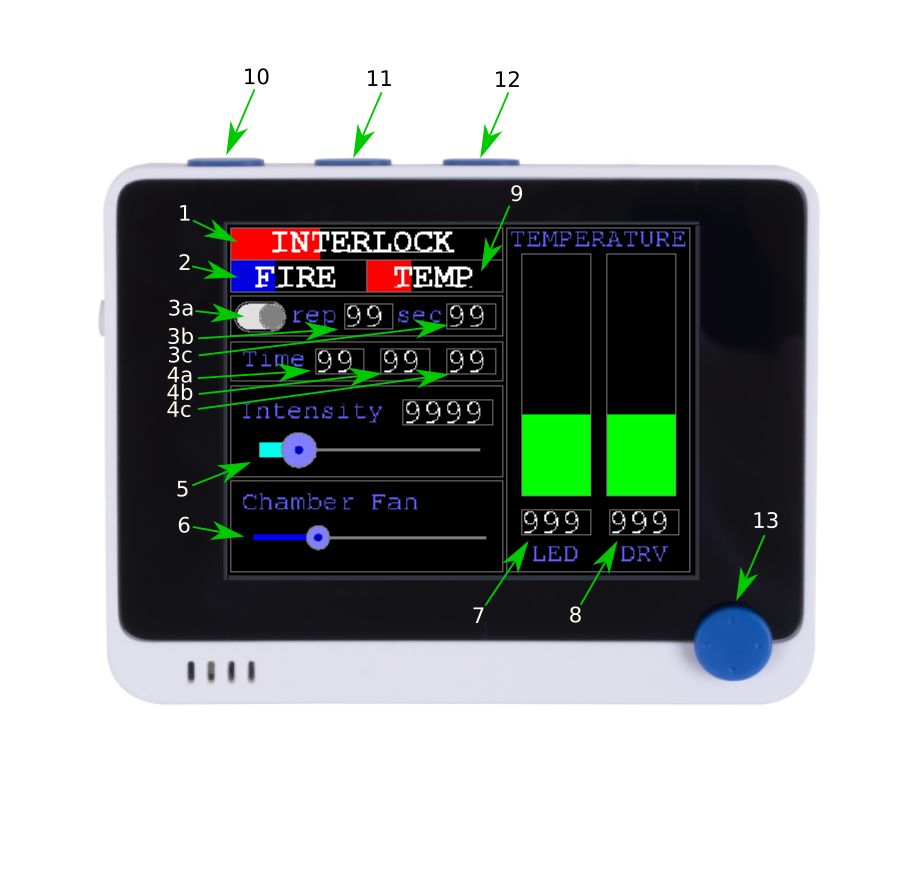 10
11
12
9
1
INTERLOCK
TEMPERATURE
2
FIRE
TEMP
3a
rep 99 sec 99
3b
3c
Time 99 99 99
4a
4b
4c
Intensity 9999
5
Chamber Fan
6
999
999
13
LED
DRV
7
8